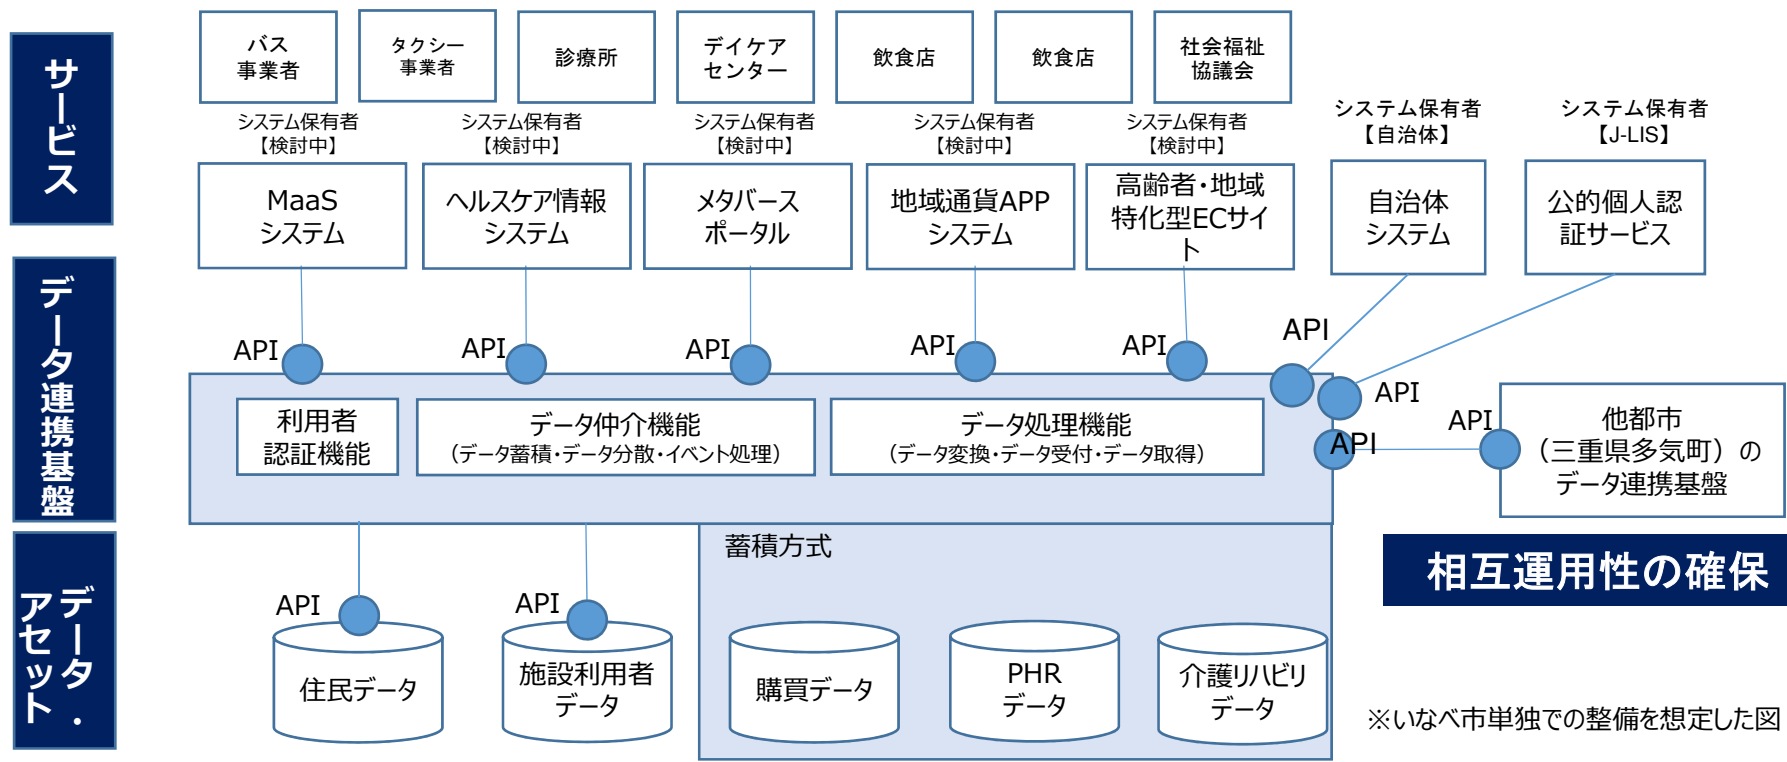 サービス
バス
事業者
タクシー
事業者
診療所
デイケア
センター
飲食店
飲食店
社会福祉
協議会
システム保有者
【検討中】
システム保有者
【検討中】
システム保有者
【検討中】
システム保有者
【検討中】
システム保有者
【検討中】
システム保有者
【自治体】
システム保有者
【J-LIS】
MaaS
システム
ヘルスケア情報
システム
メタバース
ポータル
地域通貨APP
システム
高齢者・地域
特化型ECサイ
ト
自治体
システム
公的個人認
証サービス
データ連携基盤
API
API
API
API
API
API
API
API
API
利用者
認証機能
データ仲介機能
（データ蓄積・データ分散・イベント処理）
データ処理機能
（データ変換・データ受付・データ取得）
他都市
（三重県多気町）の
データ連携基盤
相互運用性の確保
データ・
アセット
蓄積方式
API
API
住民データ
施設利用者
データ
購買データ
PHR
データ
介護リハビリ
データ
※いなべ市単独での整備を想定した図